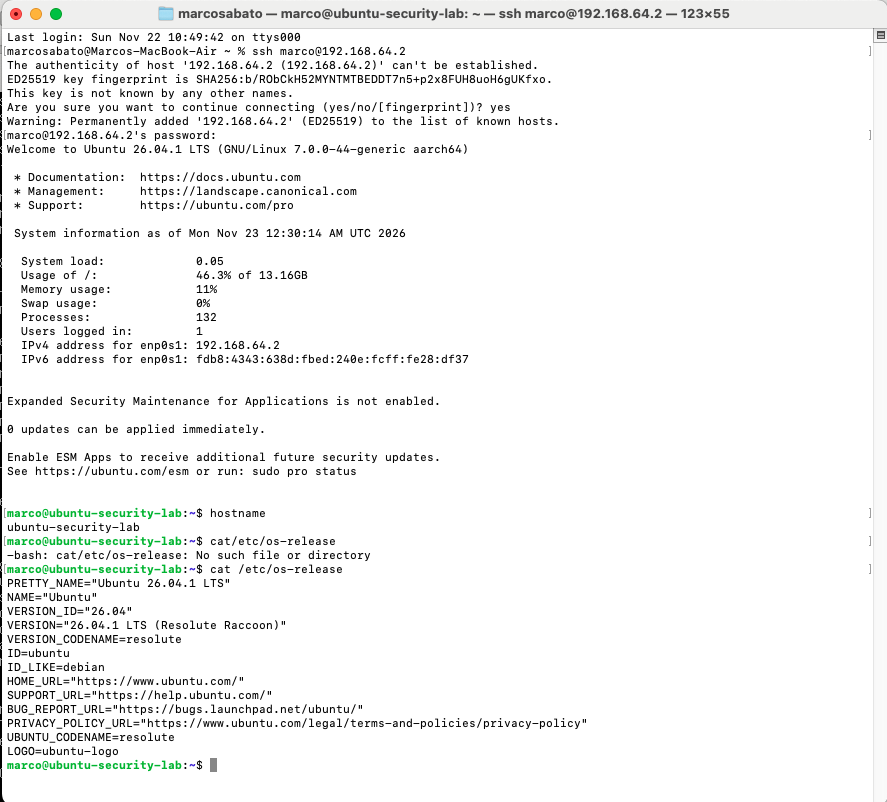 marcosabato — marco@ubuntu-security-lab: ~ — ssh marco@192.168.64.2 — 123×55
Last login: Sun Nov 22 10:49:42 on ttys000
[marcosabato@Marcos-MacBook-Air ~ % ssh marco@192.168.64.2 ]
The authenticity of host '192.168.64.2 (192.168.64.2)' can't be established.
ED25519 key fingerprint is SHA256:b/RObCkH52MYNTMTBEDDT7n5+p2x8FUH8uoH6gUKfxo.
This key is not known by any other names.
Are you sure you want to continue connecting (yes/no/[fingerprint])? yes
Warning: Permanently added '192.168.64.2' (ED25519) to the list of known hosts.
[marco@192.168.64.2's password: ]
Welcome to Ubuntu 26.04.1 LTS (GNU/Linux 7.0.0-44-generic aarch64)
* Documentation: https://docs.ubuntu.com
* Management: https://landscape.canonical.com
* Support: https://ubuntu.com/pro
System information as of Mon Nov 23 12:30:14 AM UTC 2026
System load: 0.05
Usage of /: 46.3% of 13.16GB
Memory usage: 11%
Swap usage: 0%
Processes: 132
Users logged in: 1
IPv4 address for enp0s1: 192.168.64.2
IPv6 address for enp0s1: fdb8:4343:638d:fbed:240e:fcff:fe28:df37
Expanded Security Maintenance for Applications is not enabled.
0 updates can be applied immediately.
Enable ESM Apps to receive additional future security updates.
See https://ubuntu.com/esm or run: sudo pro status
[marco@ubuntu-security-lab:~$ hostname ]
ubuntu-security-lab
[marco@ubuntu-security-lab:~$ cat/etc/os-release ]
-bash: cat/etc/os-release: No such file or directory
[marco@ubuntu-security-lab:~$ cat /etc/os-release ]
PRETTY_NAME="Ubuntu 26.04.1 LTS"
NAME="Ubuntu"
VERSION_ID="26.04"
VERSION="26.04.1 LTS (Resolute Raccoon)"
VERSION_CODENAME=resolute
ID=ubuntu
ID_LIKE=debian
HOME_URL="https://www.ubuntu.com/"
SUPPORT_URL="https://help.ubuntu.com/"
BUG_REPORT_URL="https://bugs.launchpad.net/ubuntu/"
PRIVACY_POLICY_URL="https://www.ubuntu.com/legal/terms-and-policies/privacy-policy"
UBUNTU_CODENAME=resolute
LOGO=ubuntu-logo
marco@ubuntu-security-lab:~$